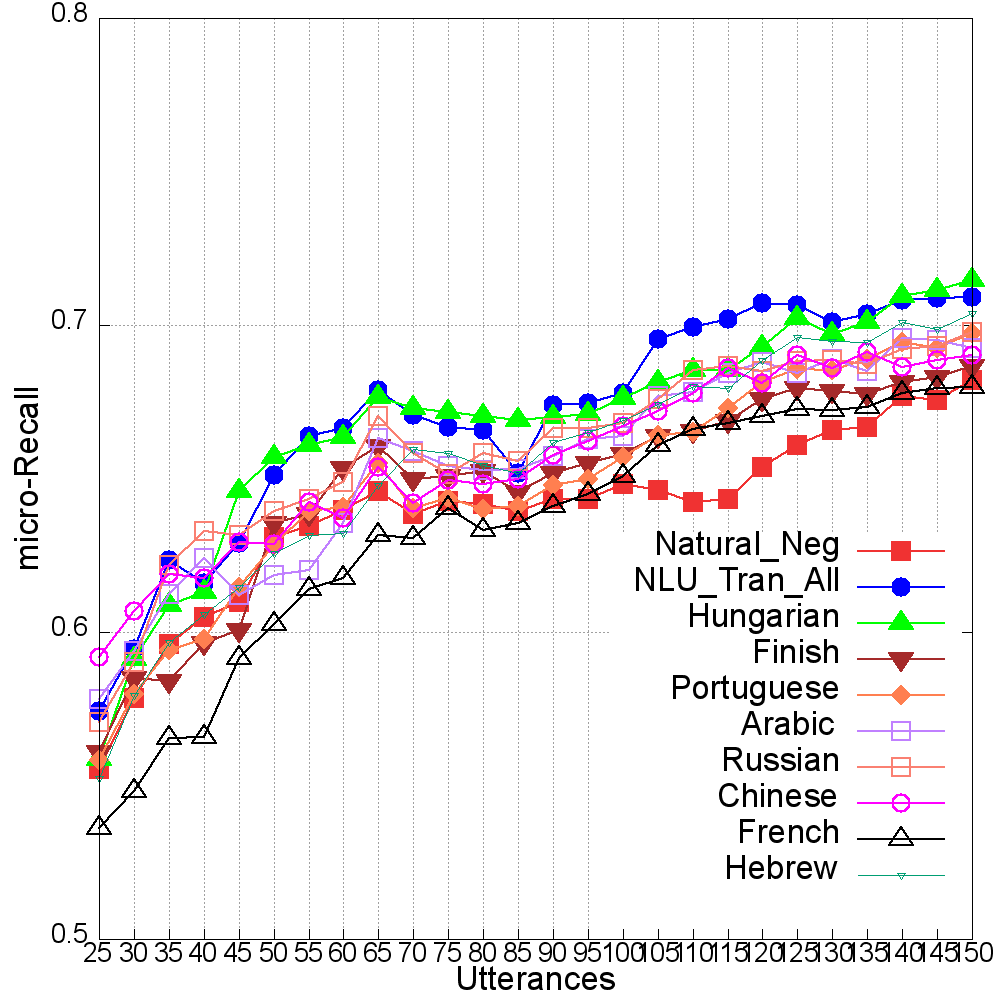 0.8
0.7
0.6
0.5
micro-Recall
Natural_Neg
NLU_Tran_All
Hungarian
Finish
Portuguese
Arabic
Russian
Chinese
French
Hebrew
25 30 35 40 45 50 55 60 65 70 75 80 85 90 95 100 105 110 115 120 125 130 135 140 145 150
Utterances